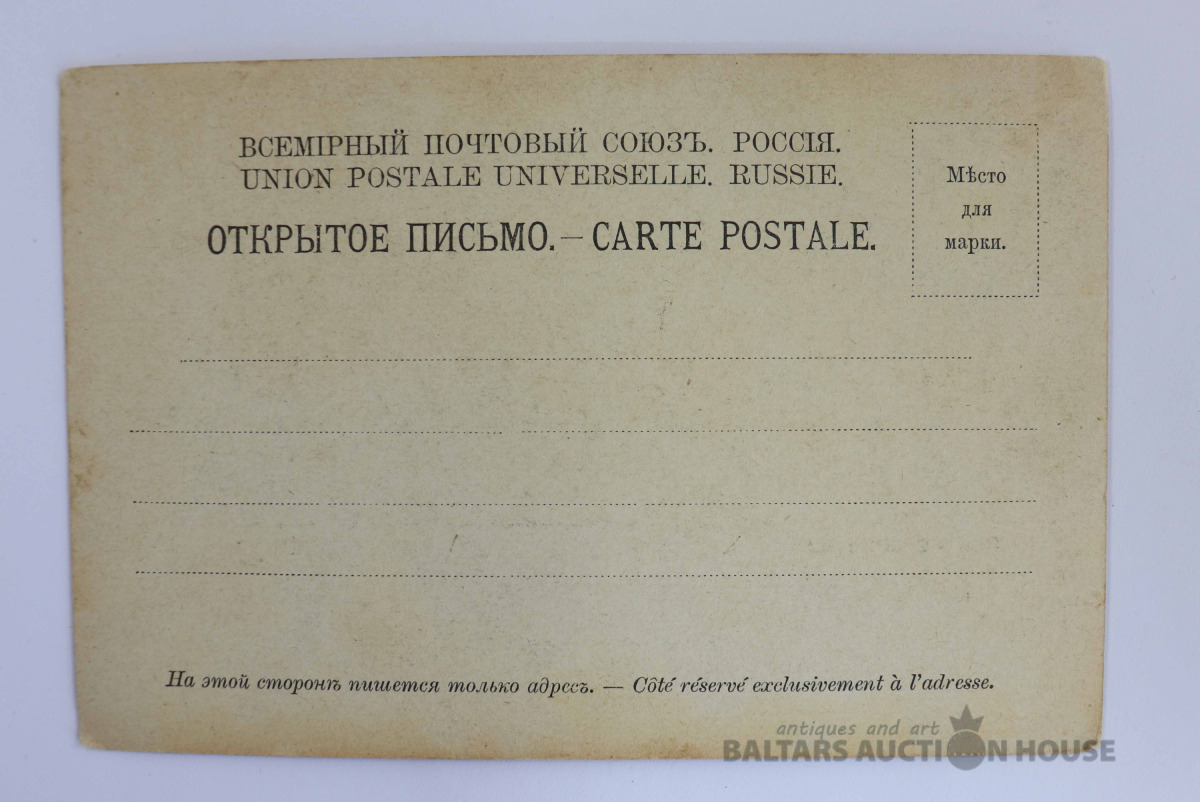 ВСЕМІРНЫЙ ПОЧТОВЫЙ СОЮЗЪ. РОССІЯ.
UNION POSTALE UNIVERSELLE. RUSSIE.
ОТКРЫТОЕ ПИСЬМО. — CARTE POSTALE.
Мѣсто
для
марки.
На этой сторонѣ пишется только адресъ. — Côté réservé exclusivement à l'adresse.
antiques and art
BALTARS AUCTION HOUSE